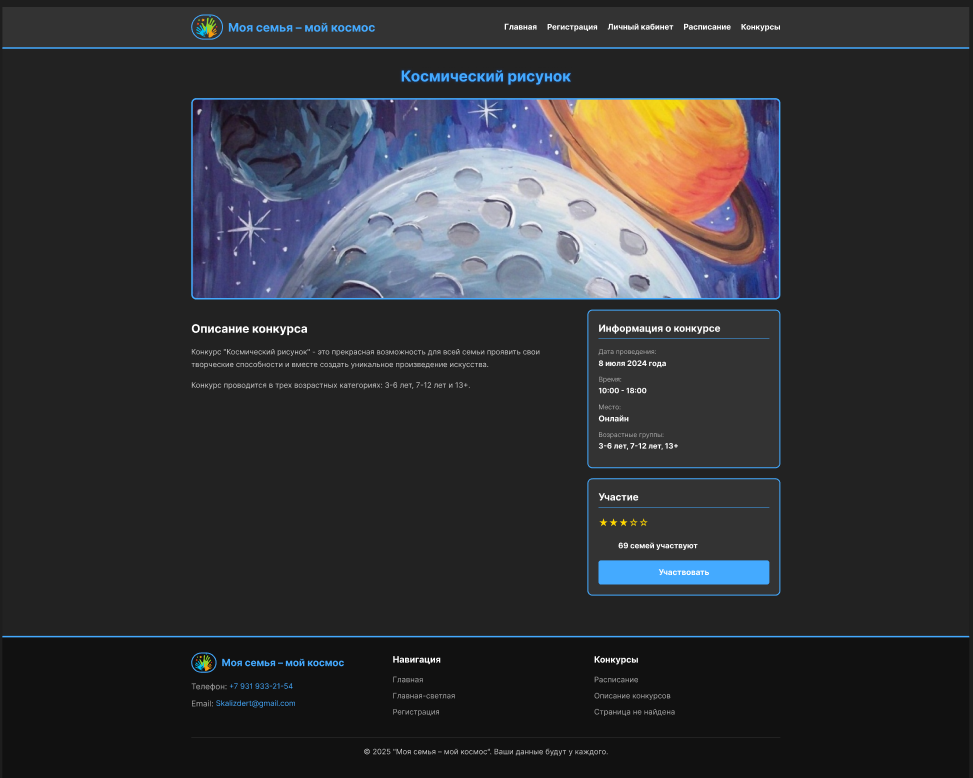 Моя семья – мой космос
Главная Регистрация Личный кабинет Расписание Конкурсы
Космический рисунок
Описание конкурса
Конкурс "Космический рисунок" - это прекрасная возможность для всей семьи проявить свои
творческие способности и вместе создать уникальное произведение искусства.
Конкурс проводится в трех возрастных категориях: 3-6 лет, 7-12 лет и 13+.
Информация о конкурсе
Дата проведения:
8 июля 2024 года
Время:
10:00 - 18:00
Место:
Онлайн
Возрастные группы:
3-6 лет, 7-12 лет, 13+
Участие
★★★☆☆
69 семей участвуют
Участвовать
Моя семья – мой космос
Телефон: +7 931 933-21-54
Email: Skalizdert@gmail.com
Навигация
Главная
Главная-светлая
Регистрация
Конкурсы
Расписание
Описание конкурсов
Страница не найдена
© 2025 "Моя семья – мой космос". Ваши данные будут у каждого.